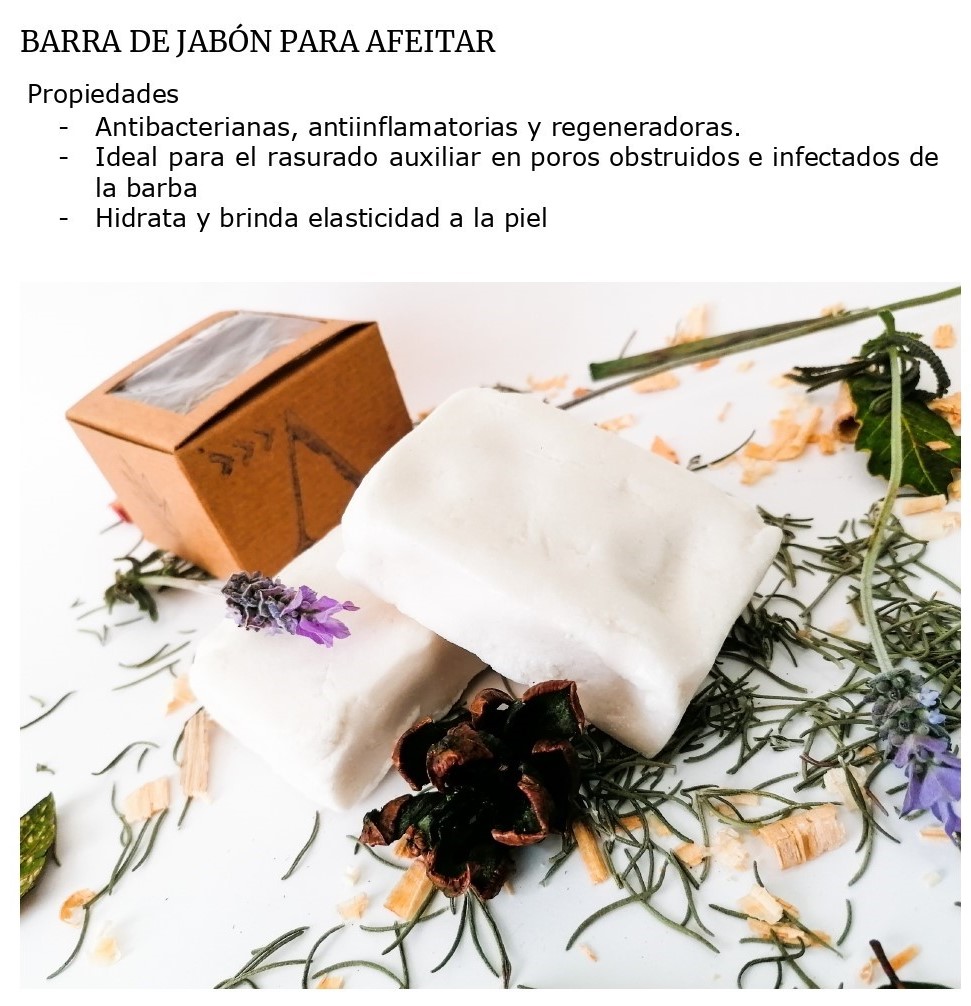 BARRA DE JABÓN PARA AFEITAR
Propiedades
- Antibacterianas, antiinflamatorias y regeneradoras.
- Ideal para el rasurado auxiliar en poros obstruidos e infectados de
la barba
- Hidrata y brinda elasticidad a la piel